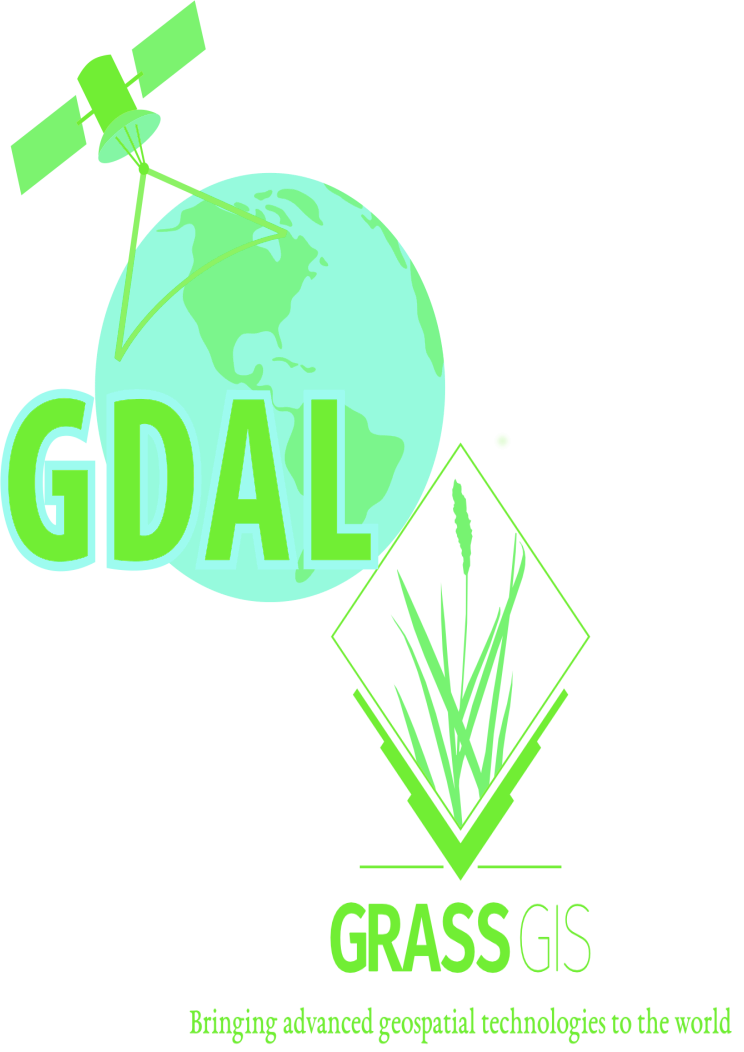 GDAL
GRASS GIS
Bringing advanced geospatial technologies to the world